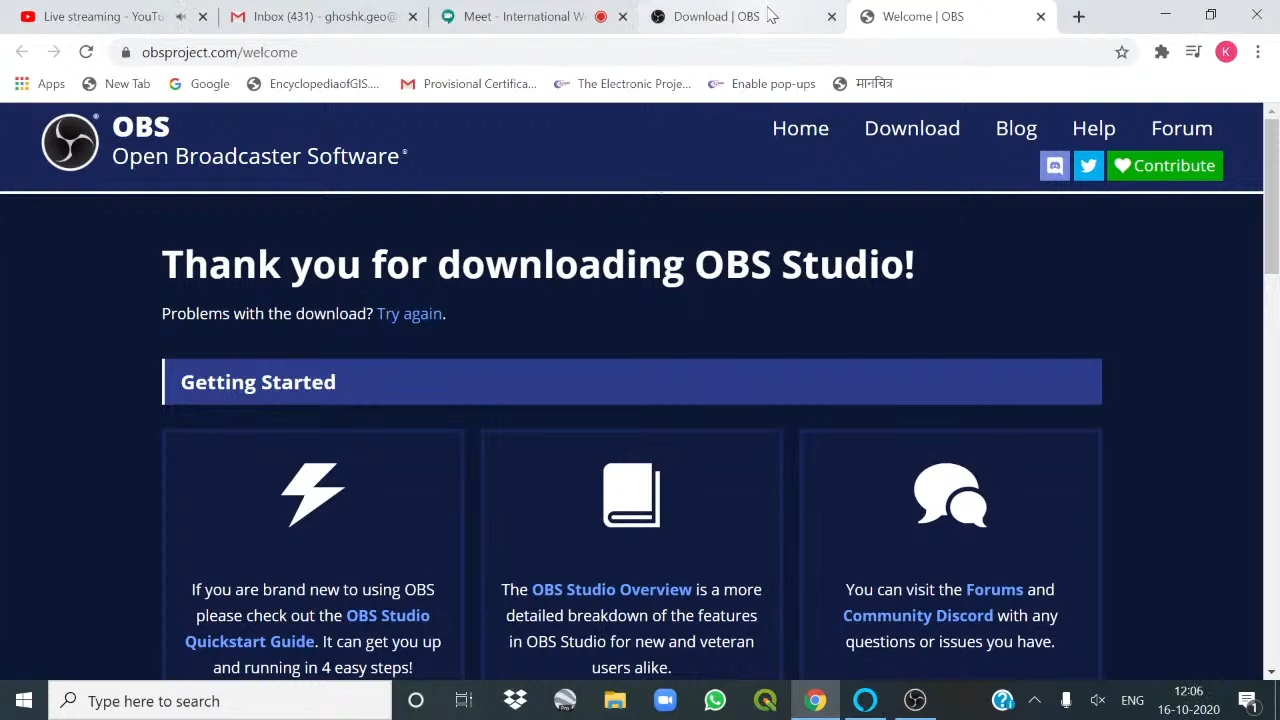 Live streaming - YouTu
Inbox (431) - ghoshk.geo@
Meet - International W
Download | OBS
Welcome | OBS
obsproject.com/welcome
K
Apps
New Tab
Google
EncyclopediaofGIS....
Provisional Certifica...
The Electronic Proje...
Enable pop-ups
मानचित्र
OBS
Open Broadcaster Software®
Home
Download
Blog
Help
Forum
Contribute
Thank you for downloading OBS Studio!
Problems with the download? Try again.
Getting Started
If you are brand new to using OBS
please check out the OBS Studio
Quickstart Guide. It can get you up
and running in 4 easy steps!
The OBS Studio Overview is a more
detailed breakdown of the features
in OBS Studio for new and veteran
users alike.
You can visit the Forums and
Community Discord with any
questions or issues you have.
Type here to search
ENG
12:06
16-10-2020
1